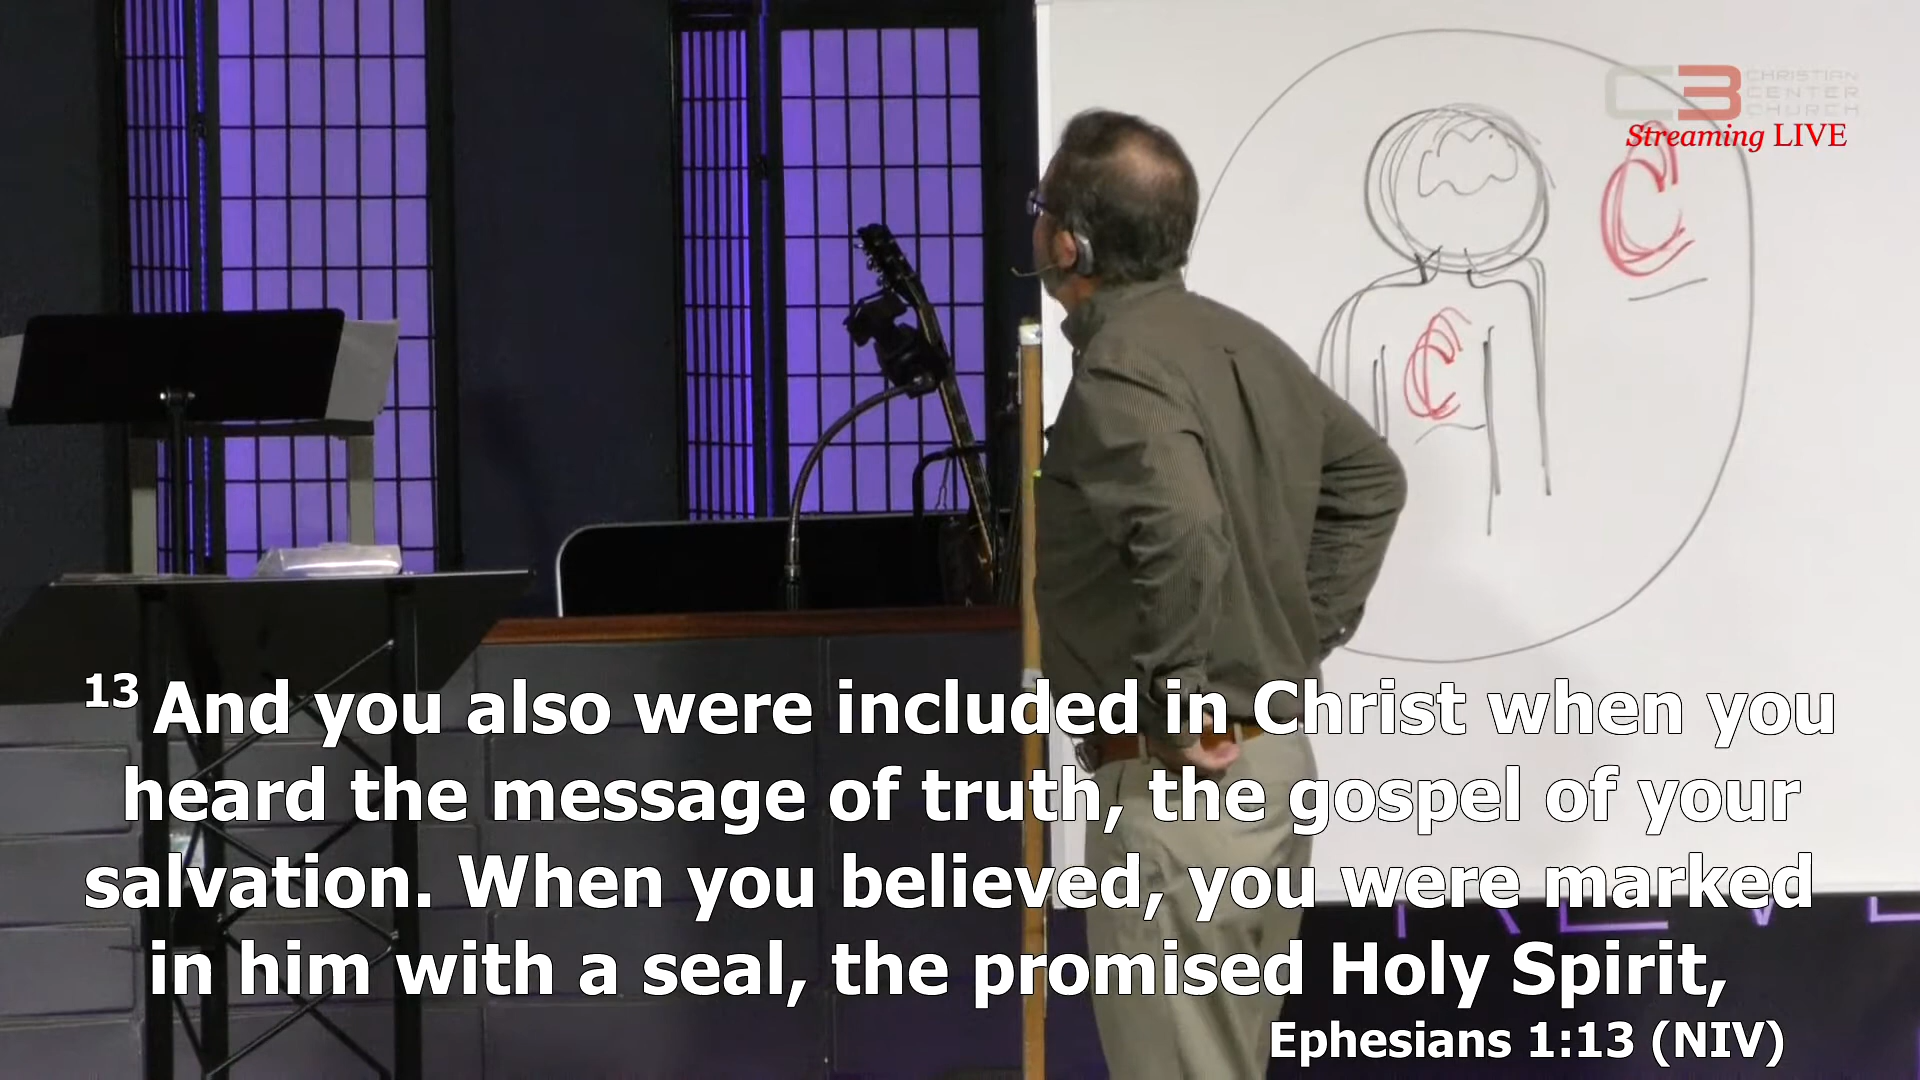 C3 CHRISTIAN
CENTER
CHURCH
Streaming LIVE
C
C
13 And you also were included in Christ when you
heard the message of truth, the gospel of your
salvation. When you believed, you were marked
in him with a seal, the promised Holy Spirit,
Ephesians 1:13 (NIV)